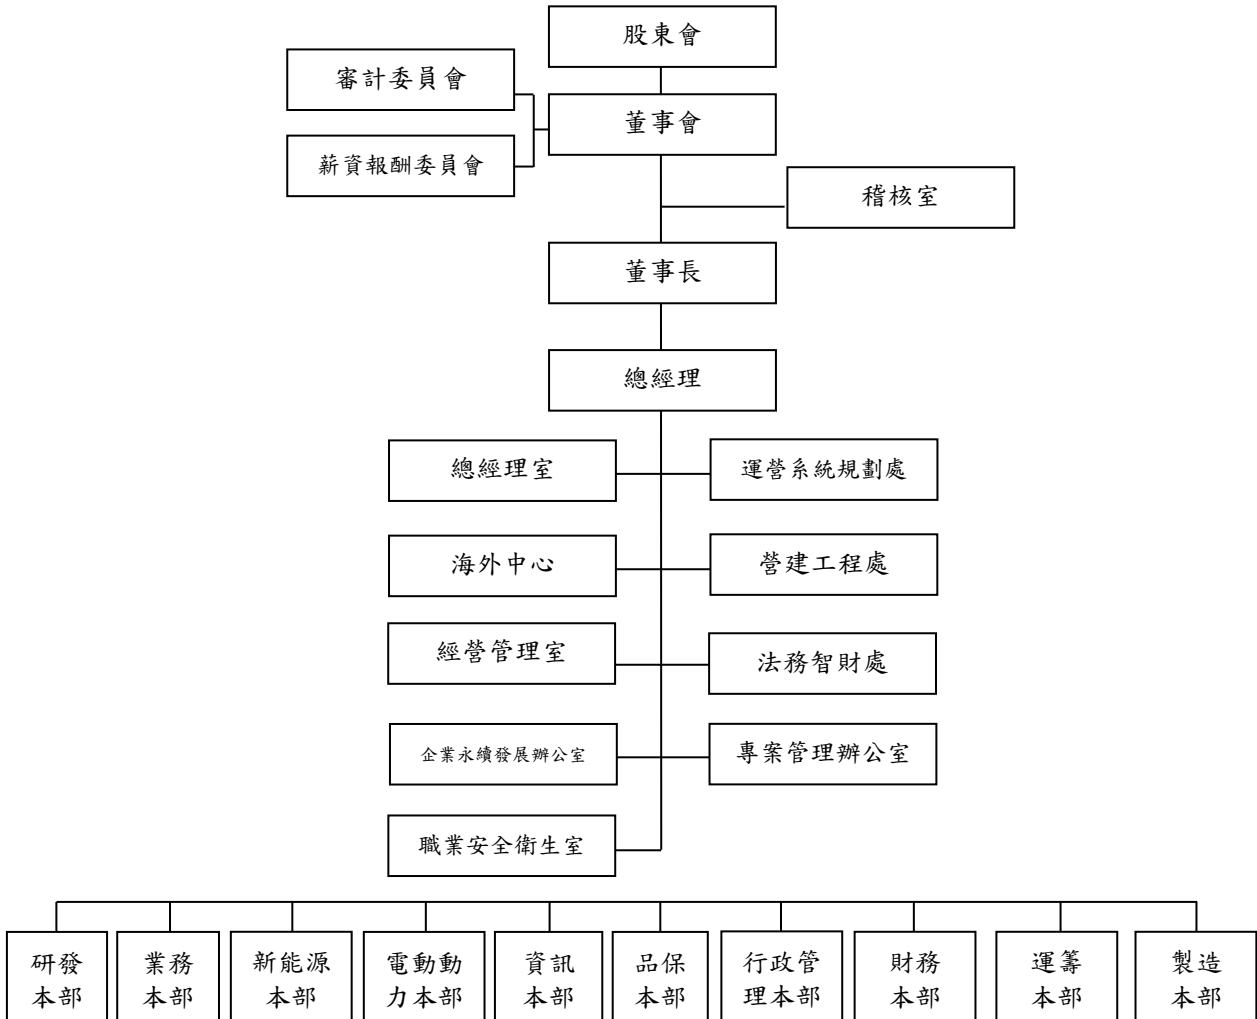 股東會
審計委員會
董事會
薪資報酬委員會
稽核室
董事長
總經理
總經理室
運營系統規劃處
海外中心
營建工程處
經營管理室
法務智財處
企業永續發展辦公室
專案管理辦公室
職業安全衛生室
研發
本部
業務
本部
新能源
本部
電動動
力本部
資訊
本部
品保
本部
行政管
理本部
財務
本部
運籌
本部
製造
本部